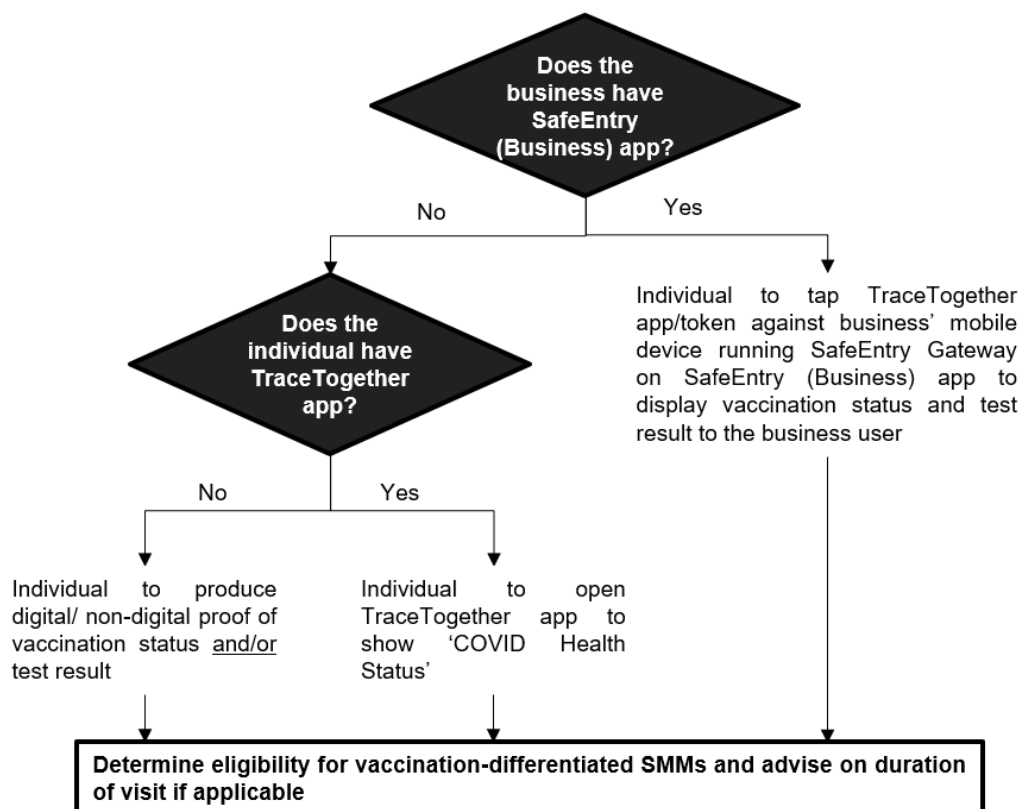 Does the
business have
SafeEntry
(Business) app?
No
Yes
Does the
individual have
TraceTogether
app?
Individual to tap TraceTogether
app/token against business’ mobile
device running SafeEntry Gateway
on SafeEntry (Business) app to
display vaccination status and test
result to the business user
No
Yes
Individual to produce
digital/ non-digital proof of
vaccination status and/or
test result
Individual to open
TraceTogether app to
show ‘COVID Health
Status’
Determine eligibility for vaccination-differentiated SMMs and advise on duration
of visit if applicable